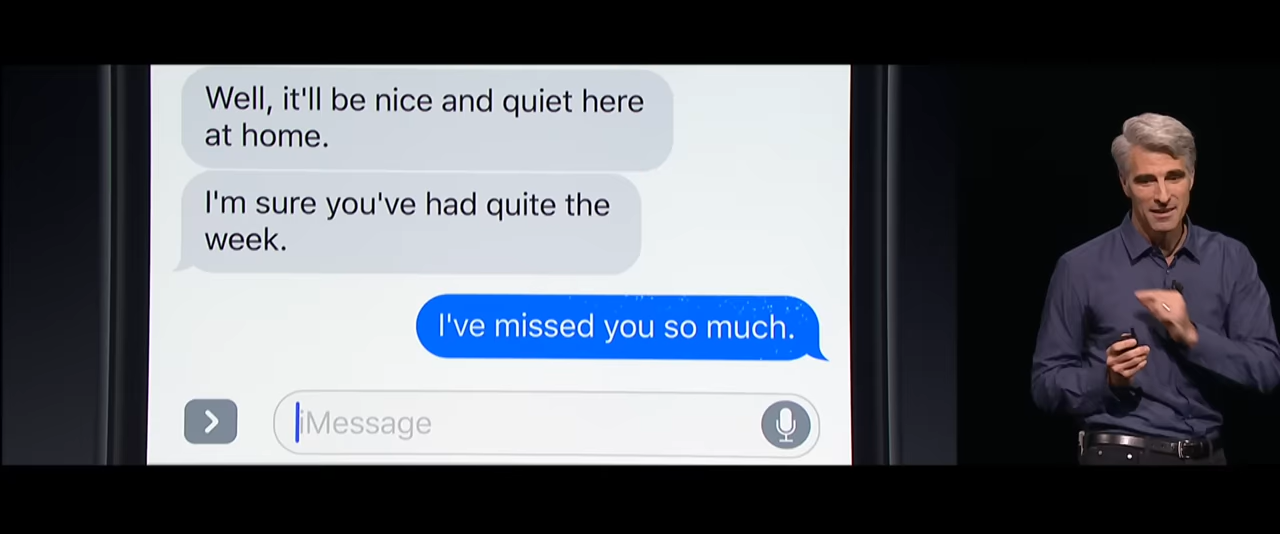 Well, it'll be nice and quiet here
at home.
I'm sure you've had quite the
week.
I've missed you so much.
iMessage